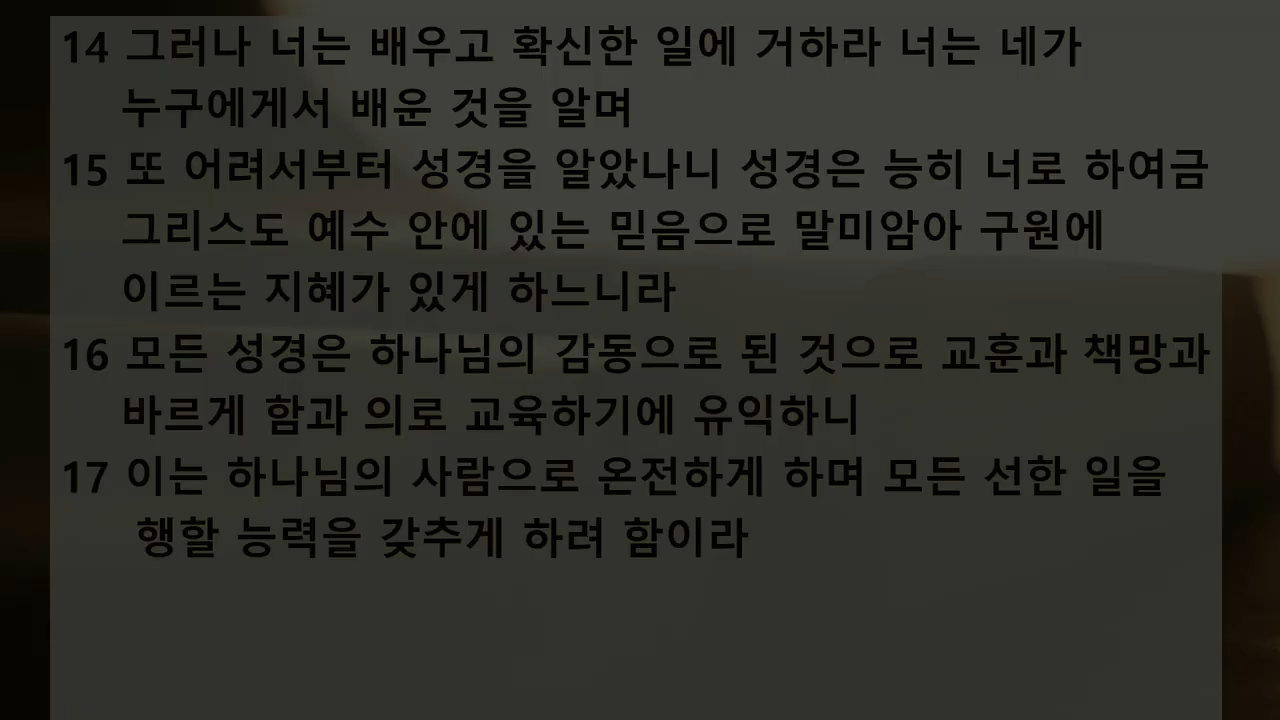 14 그러나 너는 배우고 확신한 일에 거하라 너는 네가
누구에게서 배운 것을 알며
15 또 어려서부터 성경을 알았나니 성경은 능히 너로 하여금
그리스도 예수 안에 있는 믿음으로 말미암아 구원에
이르는 지혜가 있게 하느니라
16 모든 성경은 하나님의 감동으로 된 것으로 교훈과 책망과
바르게 함과 의로 교육하기에 유익하니
17 이는 하나님의 사람으로 온전하게 하며 모든 선한 일을
행할 능력을 갖추게 하려 함이라